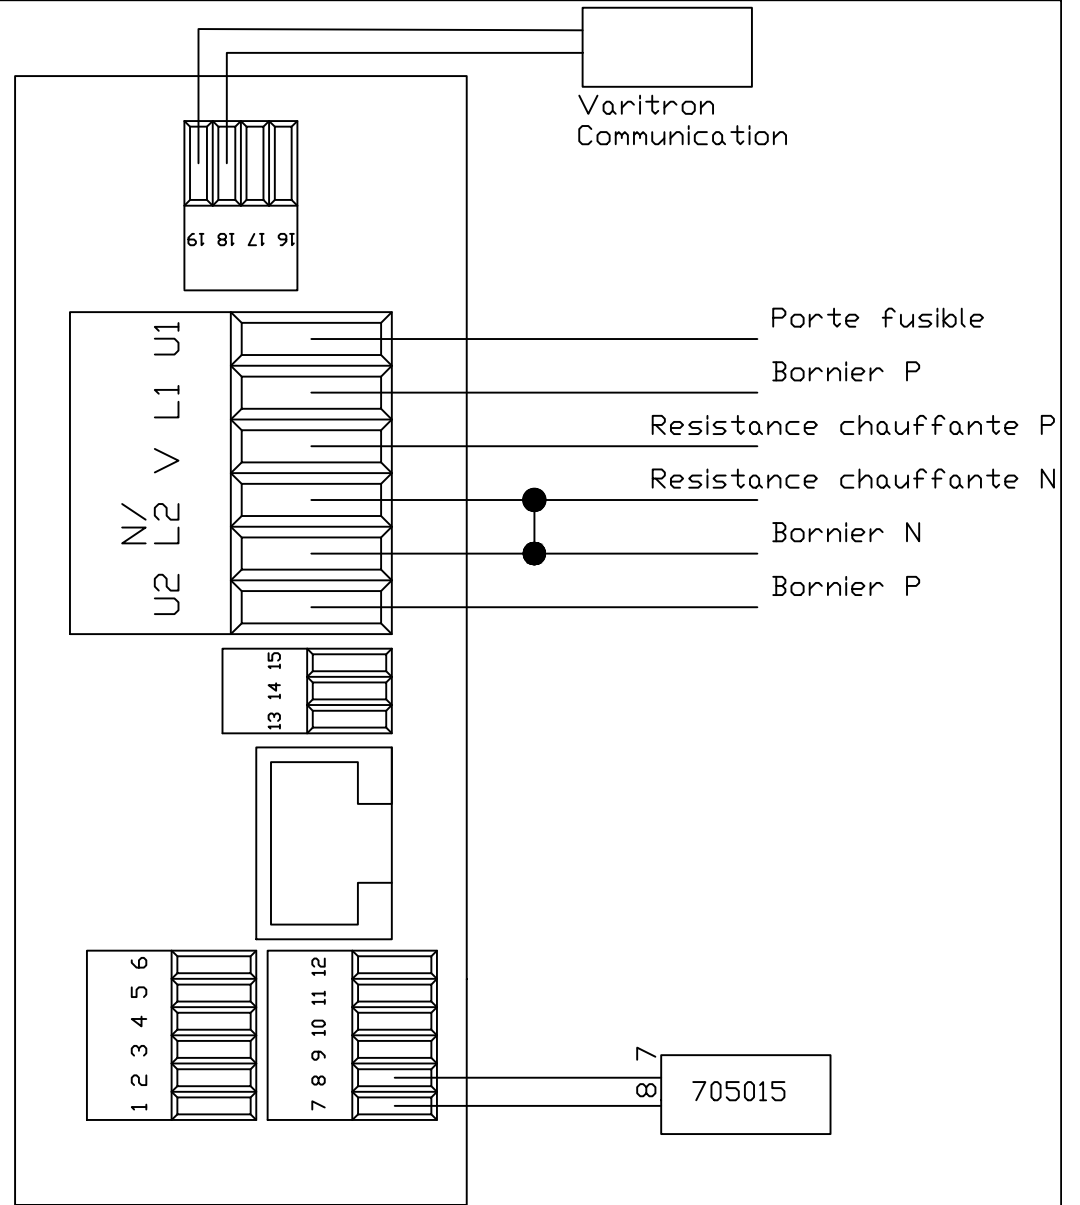 Varitron
Communication
19 18 17 16
U1
Porte fusible
L1
Bornier P
V
Resistance chauffante P
N/
L2
Resistance chauffante N
Bornier N
U2
Bornier P
13 14 15
1 2 3 4 5 6
7 8 9 10 11 12
7
8
705015